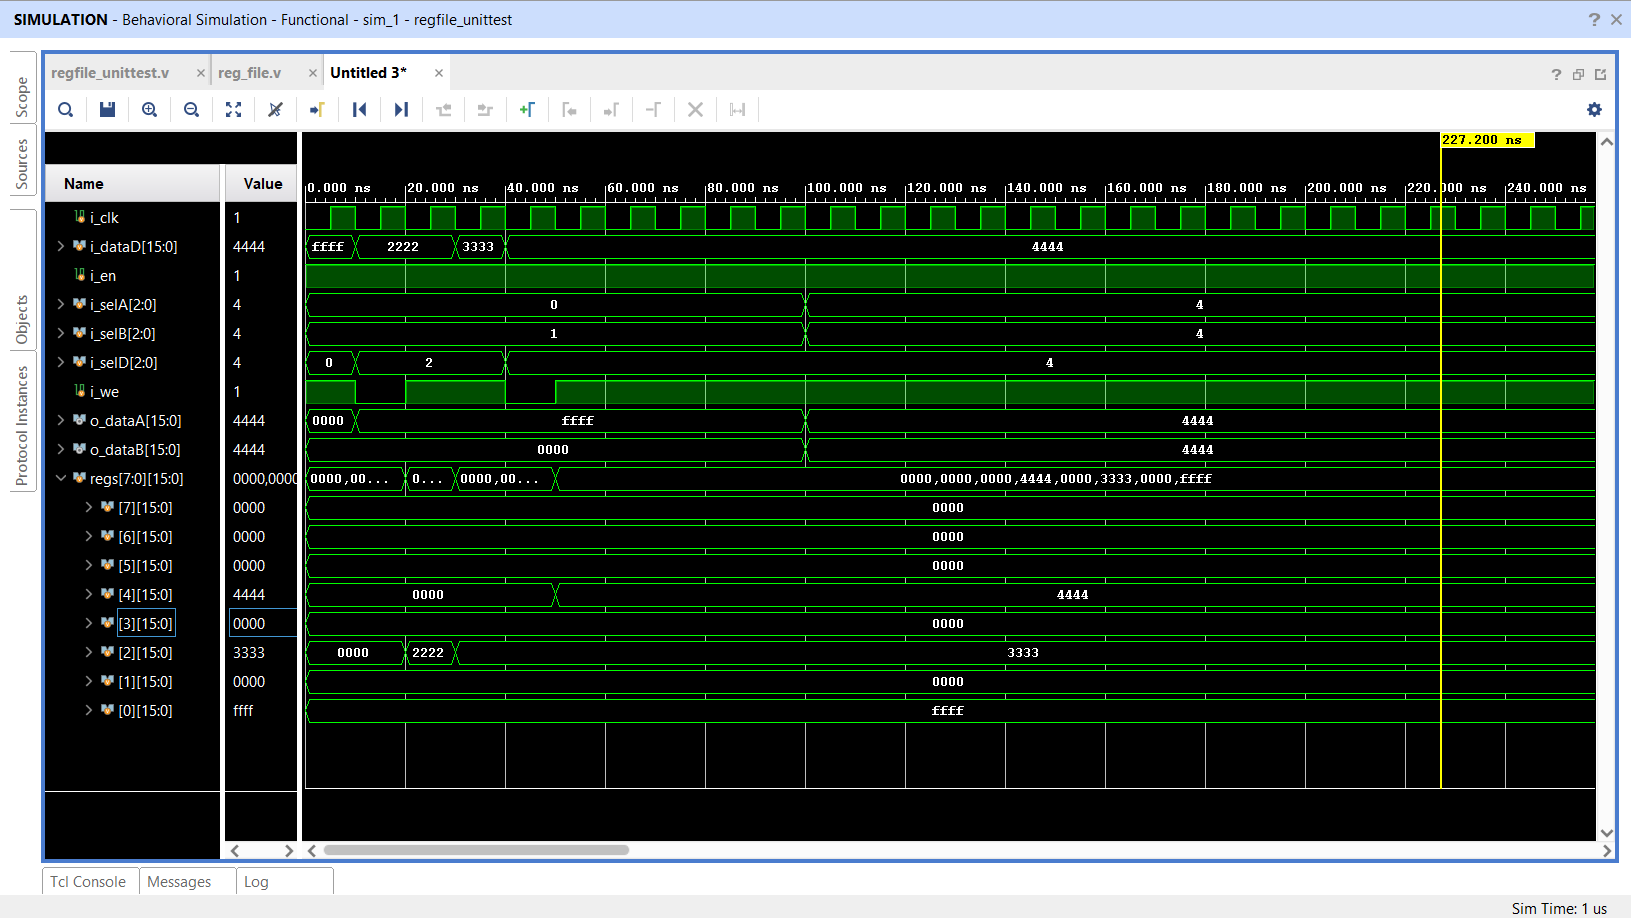 SIMULATION - Behavioral Simulation - Functional - sim_1 - regfile_unittest
Scope
Sources
Objects
Protocol Instances
regfile_unittest.v
reg_file.v
Untitled 3*
227.200 ns
Name Value
0.000 ns 20.000 ns 40.000 ns 60.000 ns 80.000 ns 100.000 ns 120.000 ns 140.000 ns 160.000 ns 180.000 ns 200.000 ns 220.000 ns 240.000 ns
i_clk 1
i_dataD[15:0] 4444 ffff 2222 3333 4444
i_en 1
i_selA[2:0] 4 0 4
i_selB[2:0] 4 1 4
i_selD[2:0] 4 0 2 4
i_we 1
o_dataA[15:0] 4444 0000 ffff 4444
o_dataB[15:0] 4444 0000 4444
regs[7:0][15:0] 0000,0000 0000,00... 0... 0000,00... 0000,0000,0000,4444,0000,3333,0000,ffff
[7][15:0] 0000 0000
[6][15:0] 0000 0000
[5][15:0] 0000 0000
[4][15:0] 4444 0000 4444
[3][15:0] 0000 0000
[2][15:0] 3333 0000 2222 3333
[1][15:0] 0000 0000
[0][15:0] ffff ffff
Tcl Console Messages Log
Sim Time: 1 us